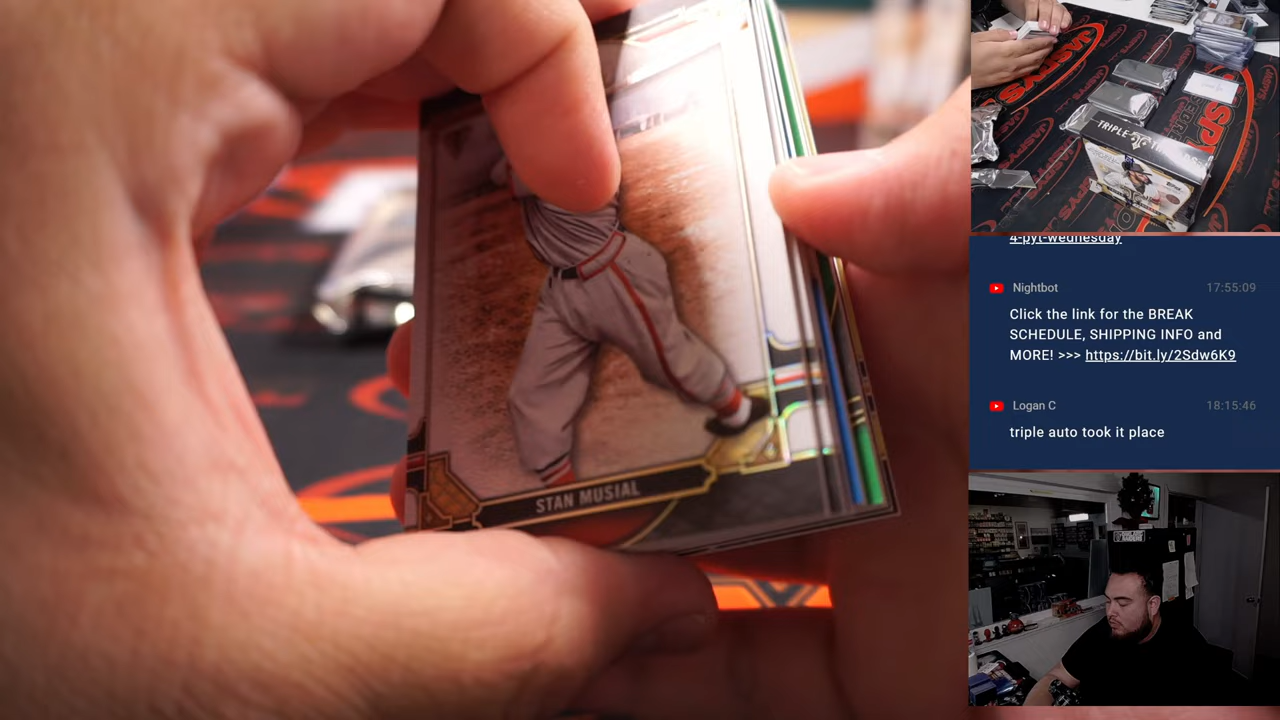 STAN MUSIAL
JASPYS
TRIPLE
4-pyt-wednesday
Nightbot 17:55:09
Click the link for the BREAK
SCHEDULE, SHIPPING INFO and
MORE! >>> https://bit.ly/2Sdw6K9
Logan C 18:15:46
triple auto took it place